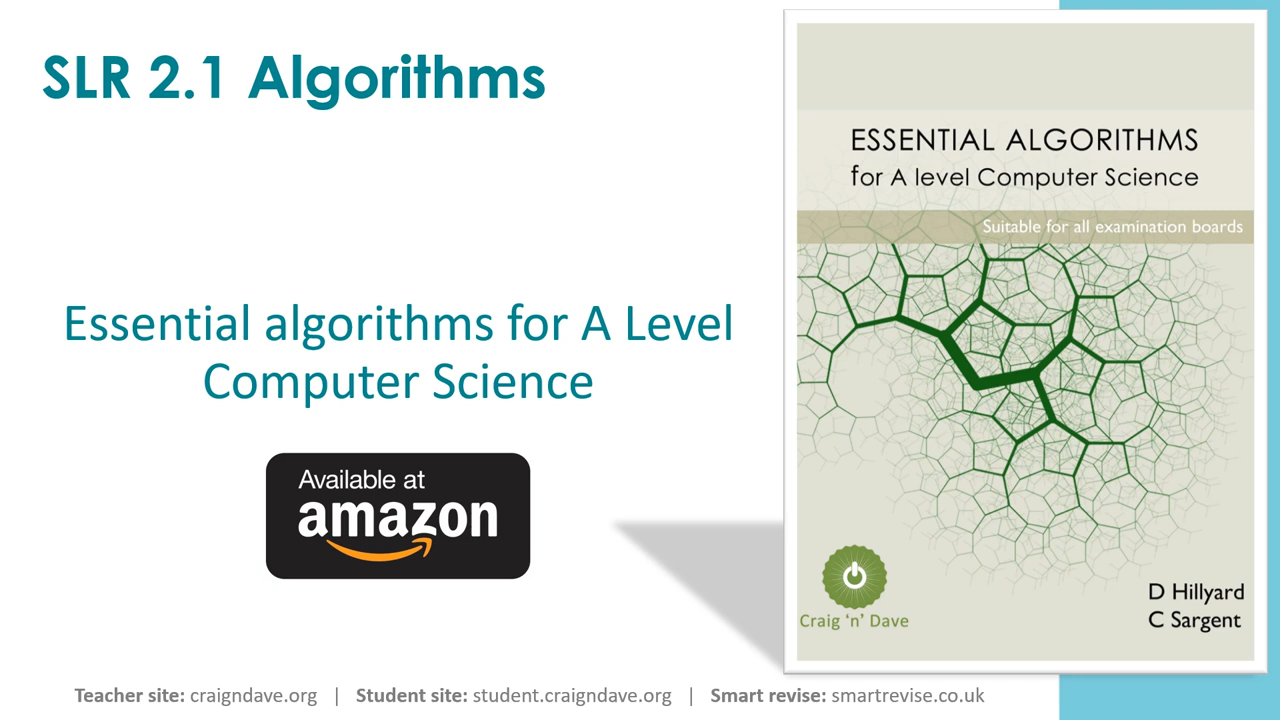 SLR 2.1 Algorithms
Essential algorithms for A Level
Computer Science
Available at
amazon
ESSENTIAL ALGORITHMS
for A level Computer Science
Suitable for all examination boards
Craig 'n' Dave
D Hillyard
C Sargent
Teacher site: craigndave.org | Student site: student.craigndave.org | Smart revise: smartrevise.co.uk